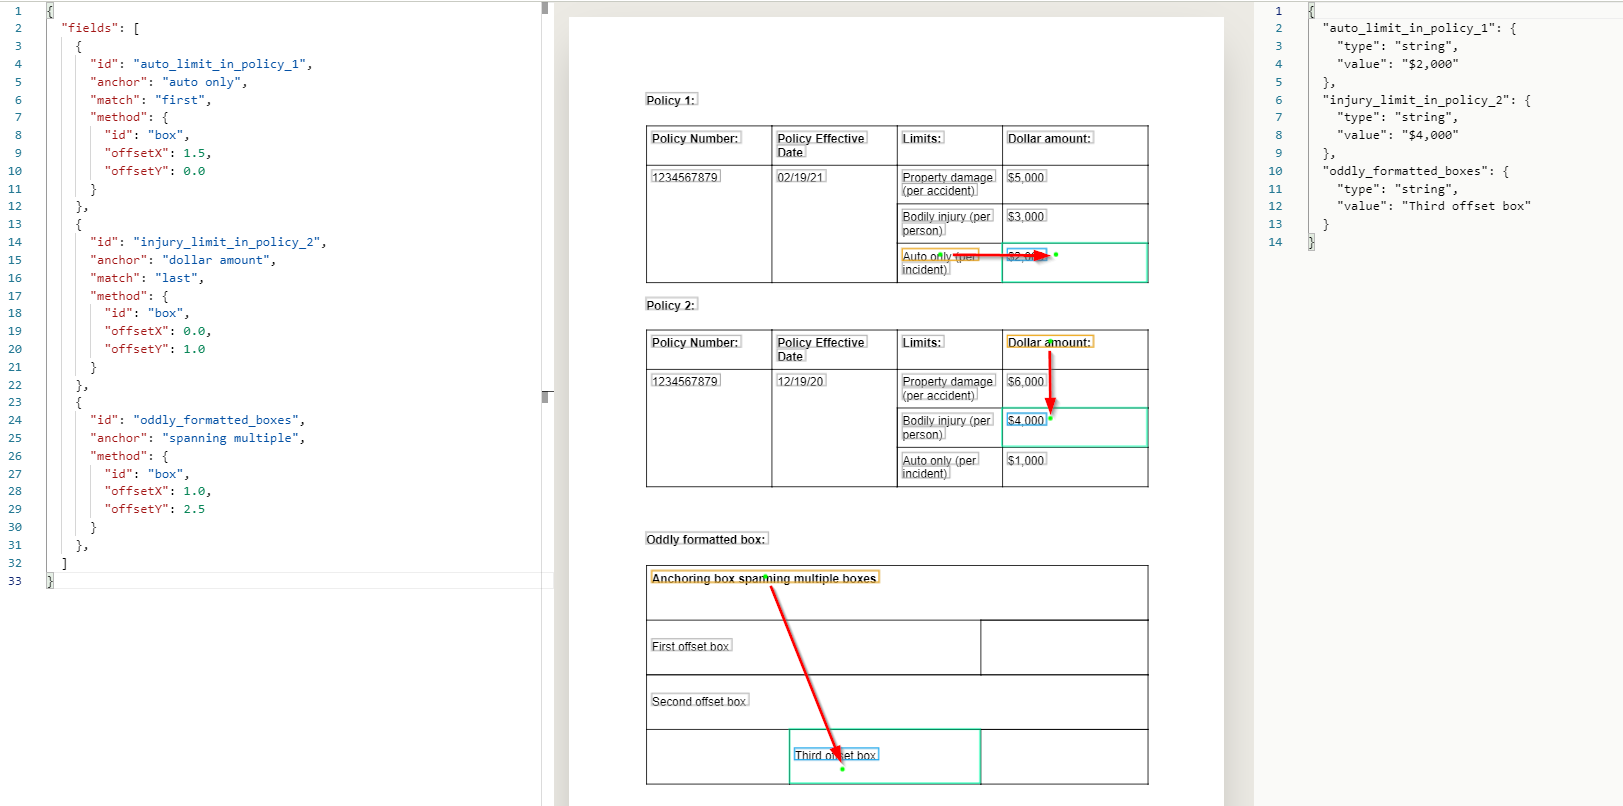 1 {
2 "fields": [
3 {
4 "id": "auto_limit_in_policy_1",
5 "anchor": "auto only",
6 "match": "first",
7 "method": {
8 "id": "box",
9 "offsetX": 1.5,
10 "offsetY": 0.0
11 }
12 },
13 {
14 "id": "injury_limit_in_policy_2",
15 "anchor": "dollar amount",
16 "match": "last",
17 "method": {
18 "id": "box",
19 "offsetX": 0.0,
20 "offsetY": 1.0
21 }
22 },
23 {
24 "id": "oddly_formatted_boxes",
25 "anchor": "spanning multiple",
26 "method": {
27 "id": "box",
28 "offsetX": 1.0,
29 "offsetY": 2.5
30 }
31 },
32 ]
33 }
Policy 1:
Policy Number: Policy Effective Limits: Dollar amount:
Date
1234567879 02/19/21 Property damage $5,000
(per accident)
Bodily injury (per $3,000
person)
Auto only (per
incident)
Policy 2:
Policy Number: Policy Effective Limits: Dollar amount:
Date
1234567879 12/19/20 Property damage $6,000
(per accident)
Bodily injury (per $4,000
person)
Auto only (per $1,000
incident)
Oddly formatted box:
Anchoring box spanning multiple boxes
First offset box
Second offset box
Third offset box
1 {
2 "auto_limit_in_policy_1": {
3 "type": "string",
4 "value": "$2,000"
5 },
6 "injury_limit_in_policy_2": {
7 "type": "string",
8 "value": "$4,000"
9 },
10 "oddly_formatted_boxes": {
11 "type": "string",
12 "value": "Third offset box"
13 }
14 }